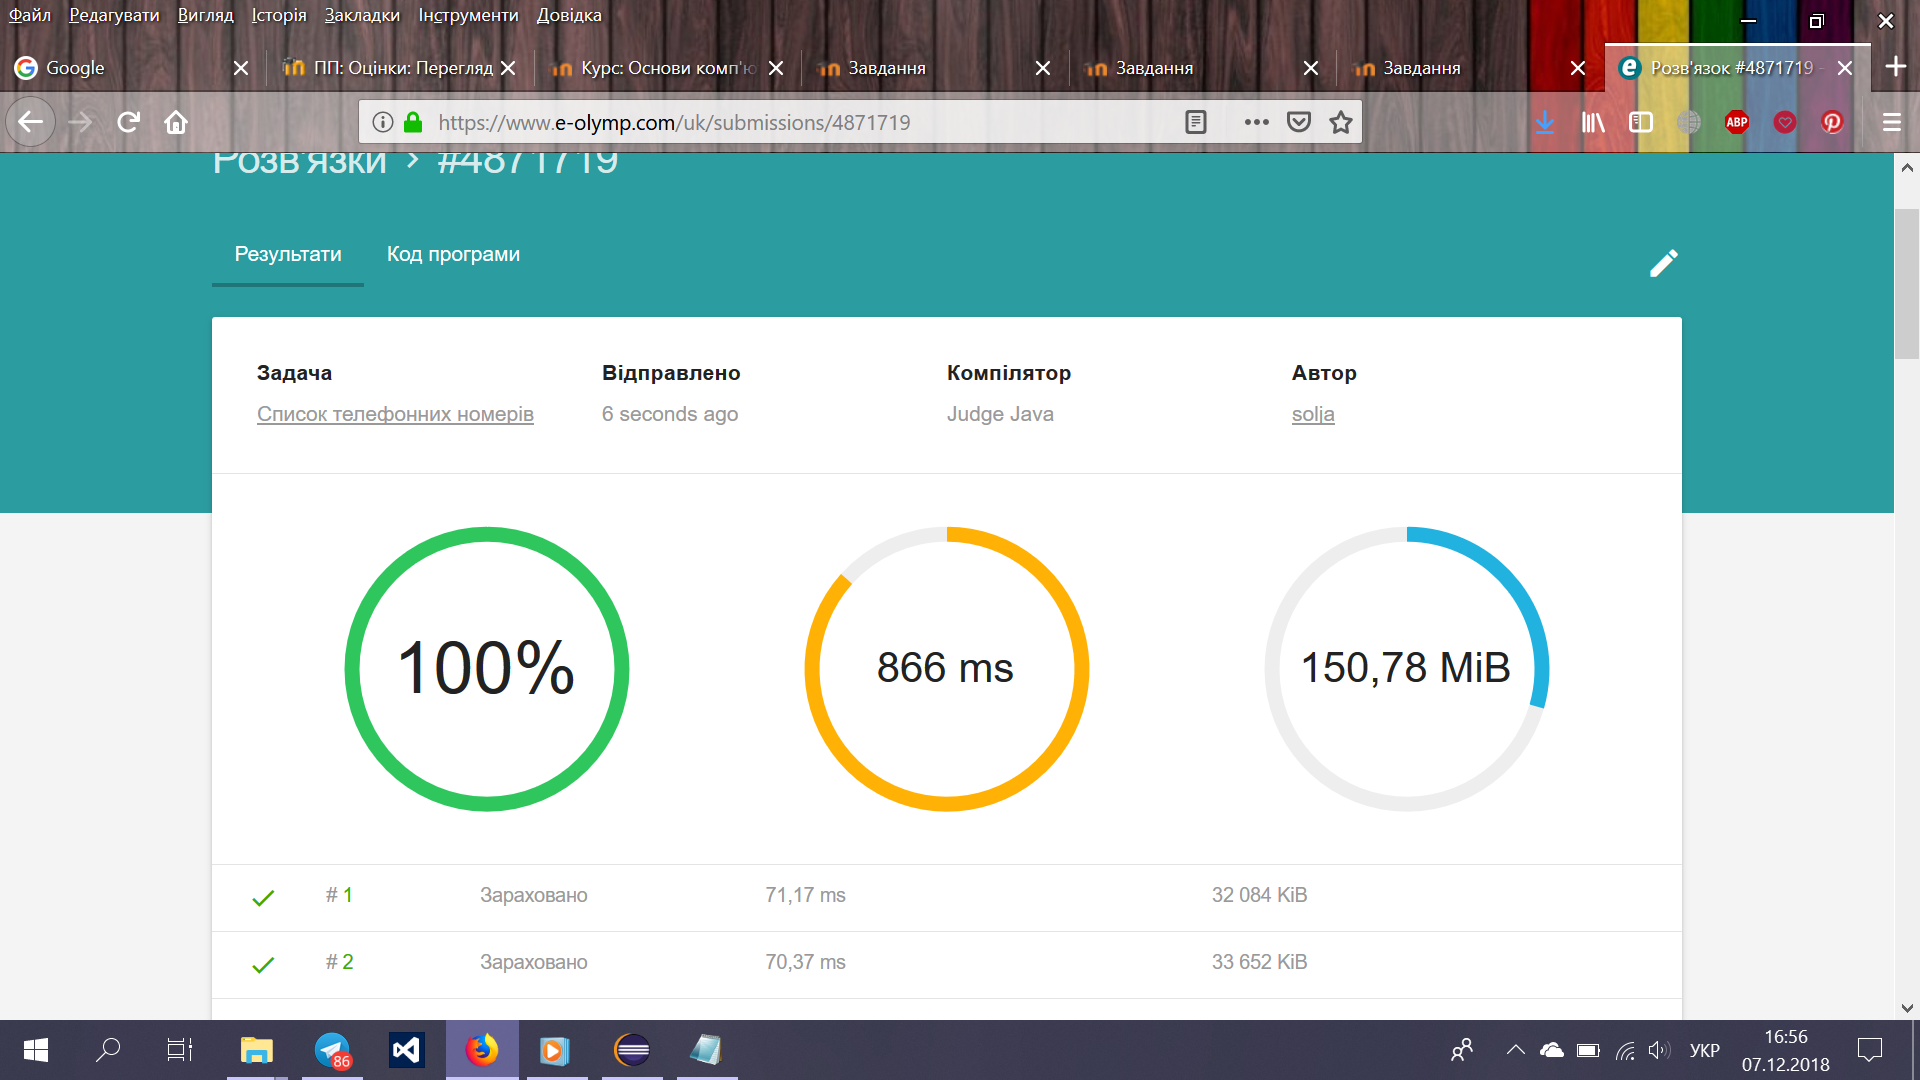 Файл Редагувати Вигляд Історія Закладки Інструменти Довідка
Google ПП: Оцінки: Перегляд Курс: Основи комп'ю Завдання Завдання Завдання Розв'язок #4871719 -
https://www.e-olymp.com/uk/submissions/4871719 ABP
Розв'язки > #4871719
Результати Код програми
Задача Відправлено Компілятор Автор
Список телефонних номерів 6 seconds ago Judge Java solja
100% 866 ms 150,78 MiB
# 1 Зараховано 71,17 ms 32 084 KiB
# 2 Зараховано 70,37 ms 33 652 KiB
86 УКР 16:56
07.12.2018